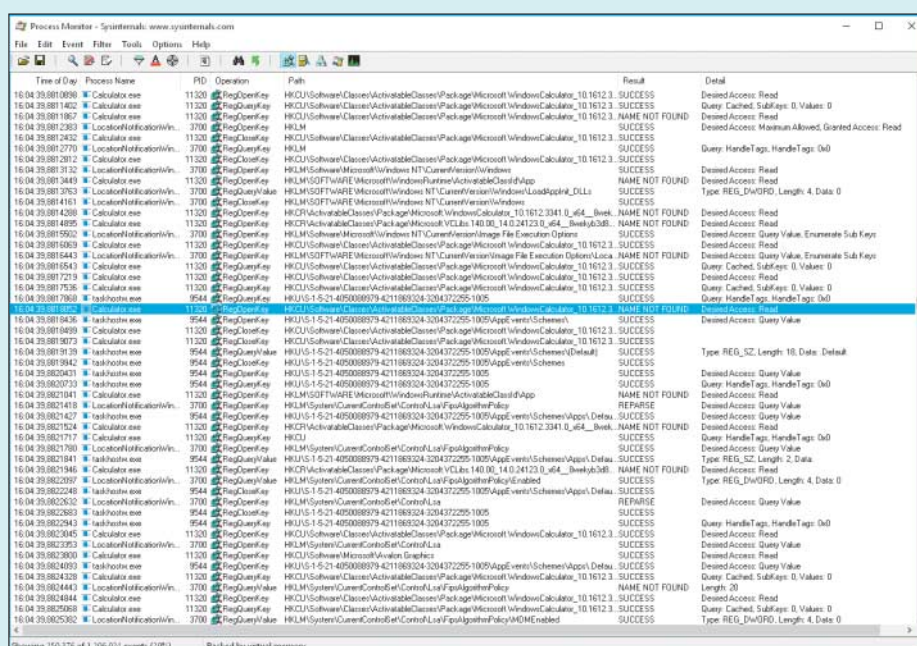 Process Monitor - Sysinternals: www.sysinternals.com
File Edit Event Filter Tools Options Help
Time of Day Process Name PID Operation Path Result Detail
16:04:39,8810898 Calculator.exe 11320 RegOpenKey HKCU\Software\Classes\ActivatableClasses\Package\Microsoft.WindowsCalculator_10.1612.3... SUCCESS Desired Access: Read
16:04:39,8811402 Calculator.exe 11320 RegQueryKey HKCU\Software\Classes\ActivatableClasses\Package\Microsoft.WindowsCalculator_10.1612.3... SUCCESS Query: Cached, SubKeys: 0, Values: 0
16:04:39,8811867 Calculator.exe 11320 RegOpenKey HKCU\Software\Classes\ActivatableClasses\Package\Microsoft.WindowsCalculator_10.1612.3... NAME NOT FOUND Desired Access: Read
16:04:39,8812383 LocationNotificationWin... 3700 RegOpenKey HKLM SUCCESS Desired Access: Maximum Allowed, Granted Access: Read
16:04:39,8812432 Calculator.exe 11320 RegCloseKey HKCU\Software\Classes\ActivatableClasses\Package\Microsoft.WindowsCalculator_10.1612.3... SUCCESS
16:04:39,8812770 LocationNotificationWin... 3700 RegQueryKey HKLM SUCCESS Query: HandleTags, HandleTags: 0x0
16:04:39,8812812 Calculator.exe 11320 RegCloseKey HKCU\Software\Classes\ActivatableClasses\Package\Microsoft.WindowsCalculator_10.1612.3... SUCCESS
16:04:39,8813132 LocationNotificationWin... 3700 RegOpenKey HKLM\Software\Microsoft\Windows NT\CurrentVersion\Windows SUCCESS Desired Access: Read
16:04:39,8813449 Calculator.exe 11320 RegOpenKey HKLM\SOFTWARE\Microsoft\WindowsRuntime\ActivatableClassId\App NAME NOT FOUND Desired Access: Read
16:04:39,8813763 LocationNotificationWin... 3700 RegQueryValue HKLM\SOFTWARE\Microsoft\Windows NT\CurrentVersion\Windows\LoadAppInit_DLLs SUCCESS Type: REG_DWORD, Length: 4, Data: 0
16:04:39,8814161 LocationNotificationWin... 3700 RegCloseKey HKLM\SOFTWARE\Microsoft\Windows NT\CurrentVersion\Windows SUCCESS
16:04:39,8814288 Calculator.exe 11320 RegOpenKey HKCR\ActivatableClasses\Package\Microsoft.WindowsCalculator_10.1612.3341.0_x64__8wek... NAME NOT FOUND Desired Access: Read
16:04:39,8814895 Calculator.exe 11320 RegOpenKey HKCR\ActivatableClasses\Package\Microsoft.VCLibs.140.00_14.0.24123.0_x64__8wekyb3d8... NAME NOT FOUND Desired Access: Read
16:04:39,8815502 LocationNotificationWin... 3700 RegOpenKey HKLM\Software\Microsoft\Windows NT\CurrentVersion\Image File Execution Options SUCCESS Desired Access: Query Value, Enumerate Sub Keys
16:04:39,8816069 Calculator.exe 11320 RegOpenKey HKCU\Software\Classes\ActivatableClasses\Package\Microsoft.WindowsCalculator_10.1612.3... SUCCESS Desired Access: Read
16:04:39,8816443 LocationNotificationWin... 3700 RegOpenKey HKLM\SOFTWARE\Microsoft\Windows NT\CurrentVersion\Image File Execution Options\Loca... NAME NOT FOUND Desired Access: Query Value, Enumerate Sub Keys
16:04:39,8816543 Calculator.exe 11320 RegQueryKey HKCU\Software\Classes\ActivatableClasses\Package\Microsoft.WindowsCalculator_10.1612.3... SUCCESS Query: Cached, SubKeys: 0, Values: 0
16:04:39,8817219 Calculator.exe 11320 RegOpenKey HKCU\Software\Classes\ActivatableClasses\Package\Microsoft.WindowsCalculator_10.1612.3... NAME NOT FOUND Desired Access: Read
16:04:39,8817536 Calculator.exe 11320 HKCU\Software\Classes\ActivatableClasses\Package\Microsoft.WindowsCalculator_10.1612.3... SUCCESS Query: Cached, SubKeys: 0, Values: 0
16:04:39,8817868 taskhostw.exe 9544 RegQueryKey HKU\S-1-5-21-4050088979-4211869324-3204372255-1005 SUCCESS Query: HandleTags, HandleTags: 0x0
Calculator.exe 11320 RegOpenKey HKCU\Software\Classes\ActivatableClasses\Package\Microsoft.WindowsCalculator_10.1612.3... NAME NOT FOUND Desired Access: Read
16:04:39,8818436 taskhostw.exe 9544 RegOpenKey HKU\S-1-5-21-4050088979-4211869324-3204372255-1005\AppEvents\Schemes\ SUCCESS Desired Access: Query Value
16:04:39,8818499 Calculator.exe 11320 RegCloseKey HKCU\Software\Classes\ActivatableClasses\Package\Microsoft.WindowsCalculator_10.1612.3... SUCCESS
16:04:39,8819073 Calculator.exe 11320 RegCloseKey HKCU\Software\Classes\ActivatableClasses\Package\Microsoft.WindowsCalculator_10.1612.3... SUCCESS
16:04:39,8819139 taskhostw.exe 9544 RegQueryValue HKU\S-1-5-21-4050088979-4211869324-3204372255-1005\AppEvents\Schemes\(Default) SUCCESS Type: REG_SZ, Length: 18, Data: .Default
16:04:39,8819942 taskhostw.exe 9544 RegCloseKey HKU\S-1-5-21-4050088979-4211869324-3204372255-1005\AppEvents\Schemes SUCCESS
16:04:39,8820431 taskhostw.exe 9544 RegOpenKey HKU\S-1-5-21-4050088979-4211869324-3204372255-1005 SUCCESS Desired Access: Query Value
16:04:39,8820733 taskhostw.exe 9544 RegQueryKey HKU\S-1-5-21-4050088979-4211869324-3204372255-1005 SUCCESS Query: HandleTags, HandleTags: 0x0
16:04:39,8821041 Calculator.exe 11320 RegOpenKey HKLM\SOFTWARE\Microsoft\WindowsRuntime\ActivatableClassId\App NAME NOT FOUND Desired Access: Read
16:04:39,8821418 LocationNotificationWin... 3700 RegOpenKey HKLM\System\CurrentControlSet\Control\Lsa\FipsAlgorithmPolicy REPARSE Desired Access: Query Value
16:04:39,8821427 taskhostw.exe 9544 RegOpenKey HKU\S-1-5-21-4050088979-4211869324-3204372255-1005\AppEvents\Schemes\Apps\.Defau... SUCCESS Desired Access: Query Value
16:04:39,8821524 Calculator.exe 11320 RegOpenKey HKCR\ActivatableClasses\Package\Microsoft.WindowsCalculator_10.1612.3341.0_x64__8wek... NAME NOT FOUND Desired Access: Read
16:04:39,8821717 Calculator.exe 11320 RegQueryKey HKCU SUCCESS Query: HandleTags, HandleTags: 0x0
16:04:39,8821780 LocationNotificationWin... 3700 RegOpenKey HKLM\System\CurrentControlSet\Control\Lsa\FipsAlgorithmPolicy SUCCESS Desired Access: Query Value
16:04:39,8821841 taskhostw.exe 9544 RegQueryValue HKU\S-1-5-21-4050088979-4211869324-3204372255-1005\AppEvents\Schemes\Apps\.Defau... SUCCESS Type: REG_SZ, Length: 2, Data:
16:04:39,8821946 Calculator.exe 11320 RegOpenKey HKCR\ActivatableClasses\Package\Microsoft.VCLibs.140.00_14.0.24123.0_x64__8wekyb3d8... NAME NOT FOUND Desired Access: Read
16:04:39,8822097 LocationNotificationWin... 3700 RegQueryValue HKLM\System\CurrentControlSet\Control\Lsa\FipsAlgorithmPolicy\Enabled SUCCESS Type: REG_DWORD, Length: 4, Data: 0
16:04:39,8822248 taskhostw.exe 9544 RegCloseKey HKU\S-1-5-21-4050088979-4211869324-3204372255-1005\AppEvents\Schemes\Apps\.Defau... SUCCESS
16:04:39,8822632 LocationNotificationWin... 3700 RegOpenKey HKLM\System\CurrentControlSet\Control\Lsa REPARSE Desired Access: Query Value
16:04:39,8822683 taskhostw.exe 9544 RegCloseKey HKU\S-1-5-21-4050088979-4211869324-3204372255-1005 SUCCESS
16:04:39,8822943 taskhostw.exe 9544 RegQueryKey HKU\S-1-5-21-4050088979-4211869324-3204372255-1005 SUCCESS Query: HandleTags, HandleTags: 0x0
16:04:39,8823045 Calculator.exe 11320 RegOpenKey HKCU\Software\Classes\ActivatableClasses\Package\Microsoft.WindowsCalculator_10.1612.3... SUCCESS Desired Access: Read
16:04:39,8823353 LocationNotificationWin... 3700 RegOpenKey HKLM\System\CurrentControlSet\Control\Lsa SUCCESS Desired Access: Query Value
16:04:39,8823800 Calculator.exe 11320 RegOpenKey HKCU\Software\Microsoft\Avalon.Graphics SUCCESS Desired Access: Read
16:04:39,8824093 taskhostw.exe 9544 RegOpenKey HKU\S-1-5-21-4050088979-4211869324-3204372255-1005\AppEvents\Schemes\Apps\.Defau... SUCCESS Desired Access: Query Value
16:04:39,8824328 Calculator.exe 11320 RegQueryKey HKCU\Software\Classes\ActivatableClasses\Package\Microsoft.WindowsCalculator_10.1612.3... SUCCESS Query: Cached, SubKeys: 0, Values: 0
16:04:39,8824443 LocationNotificationWin... 3700 RegQueryValue HKLM\System\CurrentControlSet\Control\Lsa\FipsAlgorithmPolicy NAME NOT FOUND Length: 20
16:04:39,8824844 Calculator.exe 11320 RegOpenKey HKCU\Software\Classes\ActivatableClasses\Package\Microsoft.WindowsCalculator_10.1612.3... SUCCESS Desired Access: Read
16:04:39,8825068 Calculator.exe 11320 RegQueryKey HKCU\Software\Classes\ActivatableClasses\Package\Microsoft.WindowsCalculator_10.1612.3... SUCCESS Query: Cached, SubKeys: 0, Values: 0
16:04:39,8825382 LocationNotificationWin... 3700 RegQueryValue HKLM\System\CurrentControlSet\Control\Lsa\FipsAlgorithmPolicy\MDMEnabled SUCCESS Type: REG_DWORD, Length: 4, Data: 0